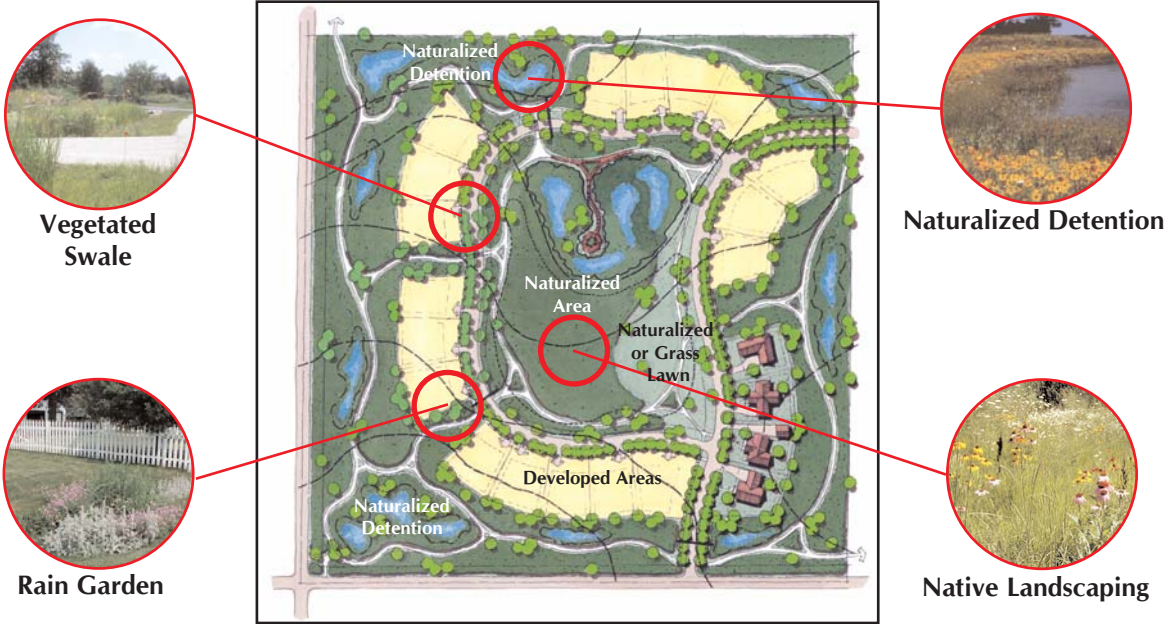 Naturalized
Detention
Vegetated
Swale
Naturalized Detention
Naturalized
Area
Naturalized
or Grass
Lawn
Developed Areas
Naturalized
Detention
Rain Garden
Native Landscaping